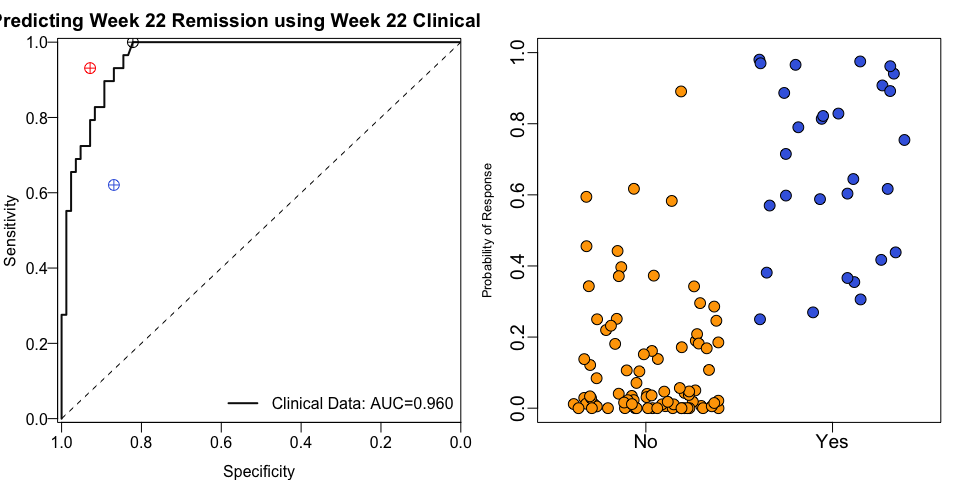 Predicting Week 22 Remission using Week 22 Clinical
1.0
0.8
0.6
0.4
0.2
0.0
Sensitivity
Clinical Data: AUC=0.960
1.0 0.8 0.6 0.4 0.2 0.0
Specificity
1.0
0.8
0.6
0.4
0.2
0.0
Probability of Response
No Yes